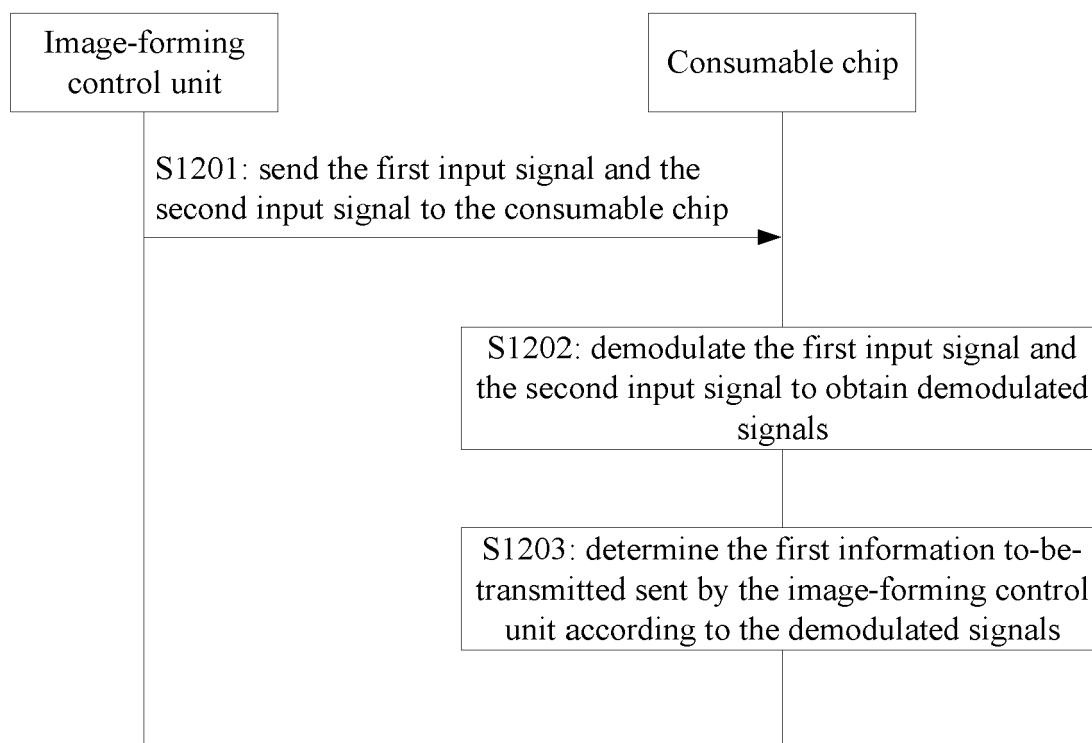 Image-forming
control unit
Consumable chip
S1201: send the first input signal and the
second input signal to the consumable chip
S1202: demodulate the first input signal and
the second input signal to obtain demodulated
signals
S1203: determine the first information to-be-
transmitted sent by the image-forming control
unit according to the demodulated signals